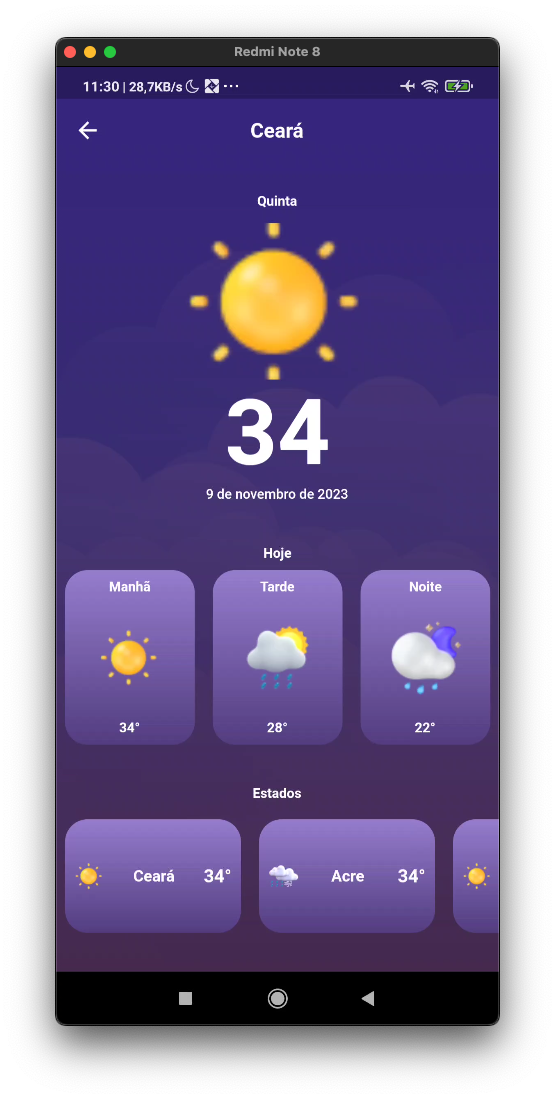 Redmi Note 8
11:30 | 28,7KB/s ...
Ceará
Quinta
34
9 de novembro de 2023
Hoje
Manhã Tarde Noite
34° 28° 22°
Estados
Ceará 34° Acre 34°